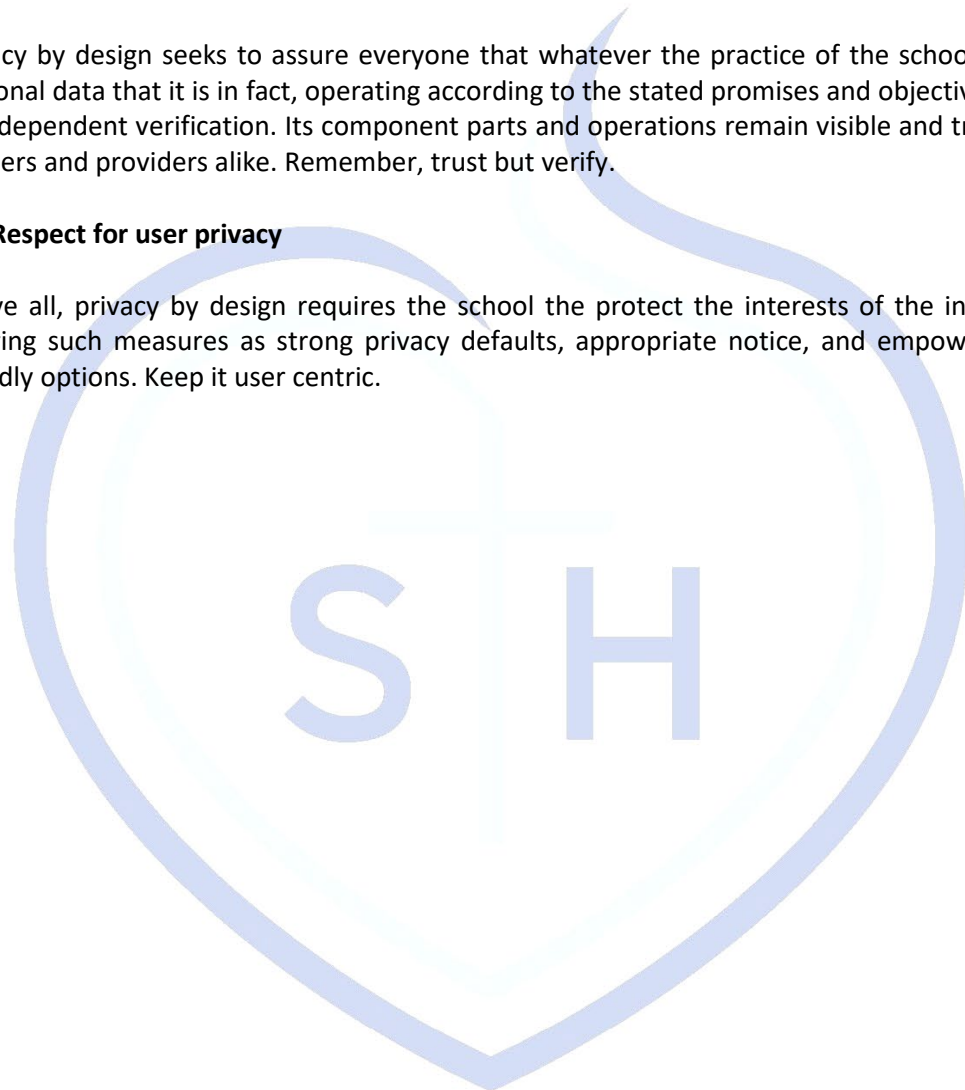 cy by design seeks to assure everyone that whatever the practice of the school
onal data that it is in fact, operating according to the stated promises and objectiv
dependent verification. Its component parts and operations remain visible and tr
ers and providers alike. Remember, trust but verify.
Respect for user privacy
ve all, privacy by design requires the school the protect the interests of the in
ing such measures as strong privacy defaults, appropriate notice, and empow
dly options. Keep it user centric.
S H